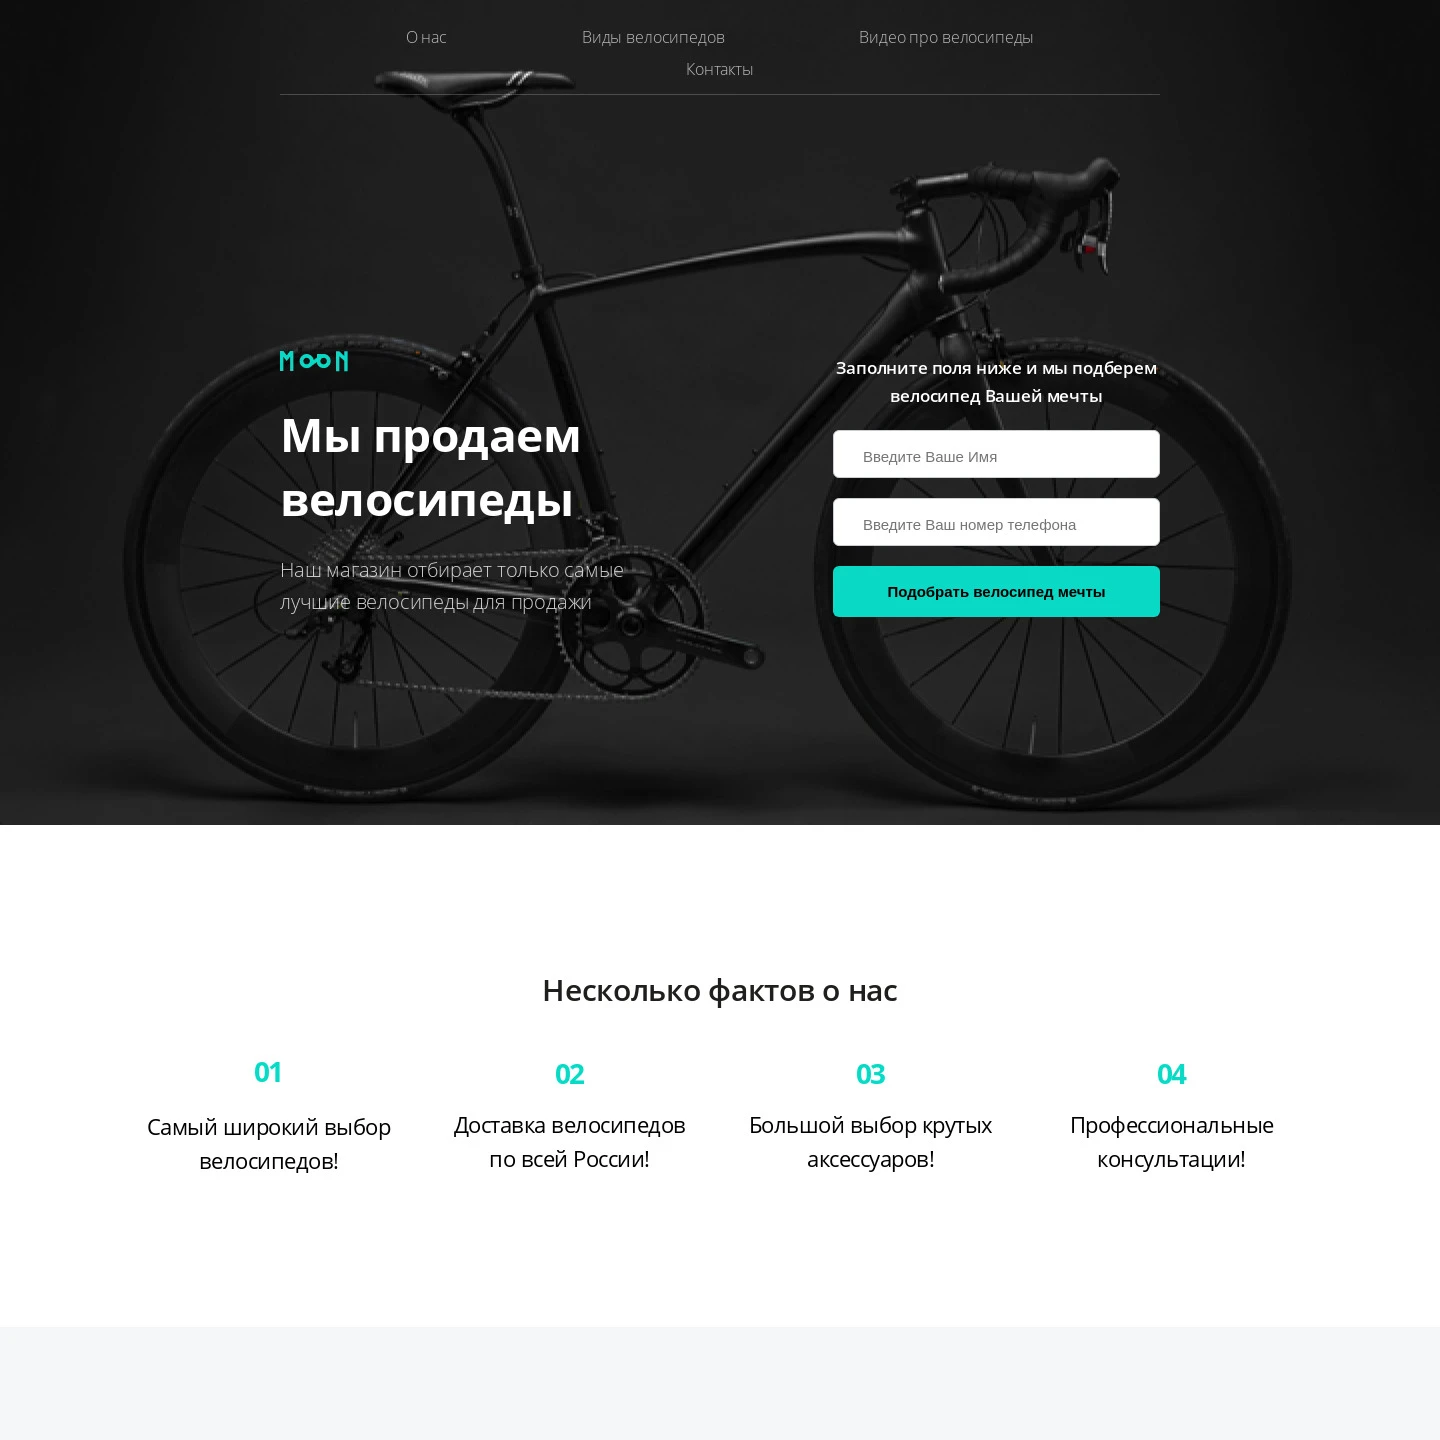 О нас
Виды велосипедов
Видео про велосипеды
Контакты
MOON
Мы продаем
велосипеды
Наш магазин отбирает только самые
лучшие велосипеды для продажи
Заполните поля ниже и мы подберем
велосипед Вашей мечты
Введите Ваше Имя
Введите Ваш номер телефона
Подобрать велосипед мечты
Несколько фактов о нас
01
Самый широкий выбор
велосипедов!
02
Доставка велосипедов
по всей России!
03
Большой выбор крутых
аксессуаров!
04
Профессиональные
консультации!